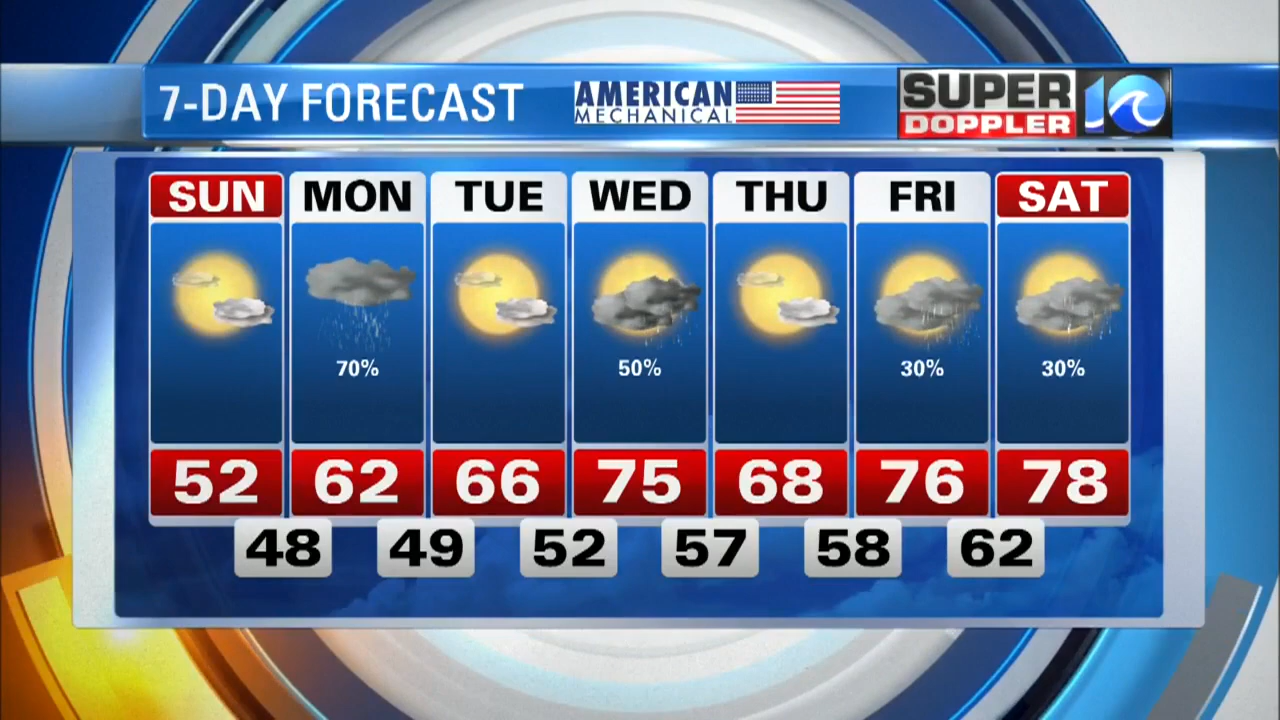 7-DAY FORECAST
AMERICAN
MECHANICAL
SUPER
DOPPLER
10
SUN MON TUE WED THU FRI SAT
70% 50% 30% 30%
52 62 66 75 68 76 78
48 49 52 57 58 62